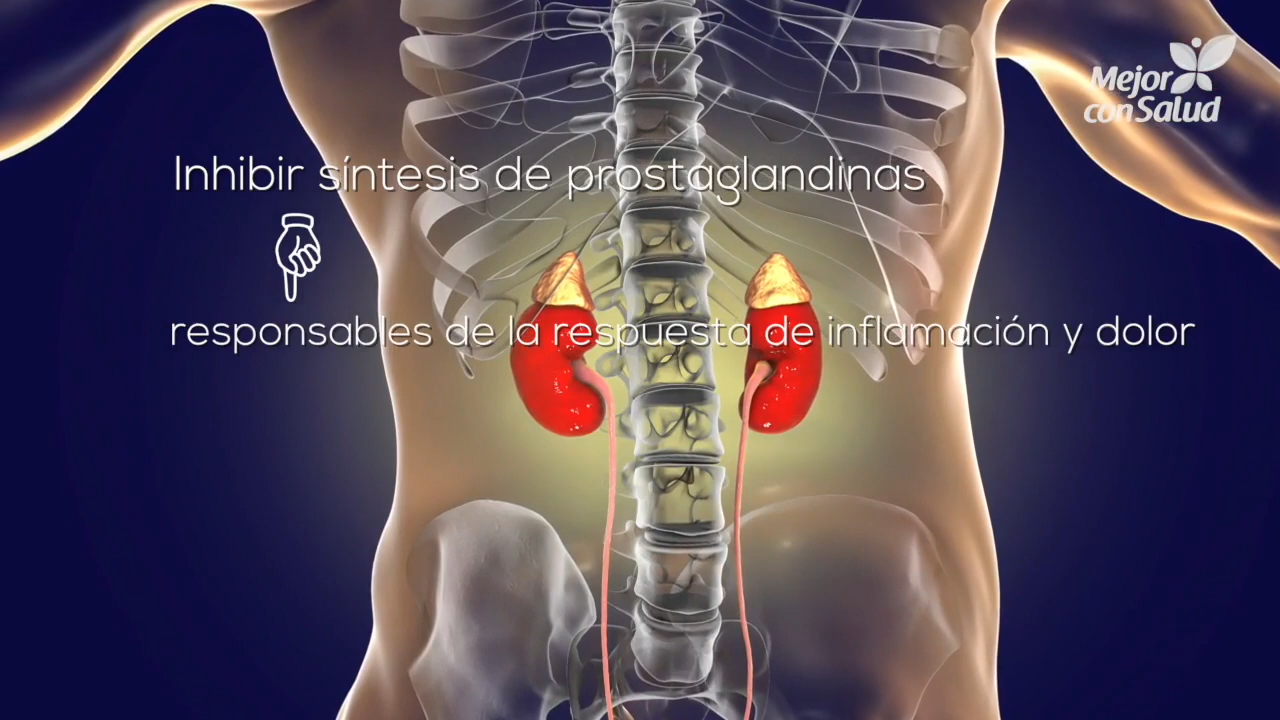 Mejor
con Salud
Inhibir síntesis de prostaglandinas
responsables de la respuesta de inflamación y dolor